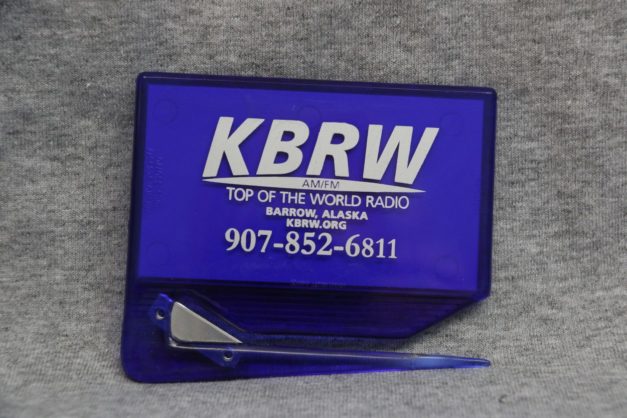 KBRW
AM/FM
TOP OF THE WORLD RADIO
BARROW, ALASKA
KBRW.ORG
907-852-6811